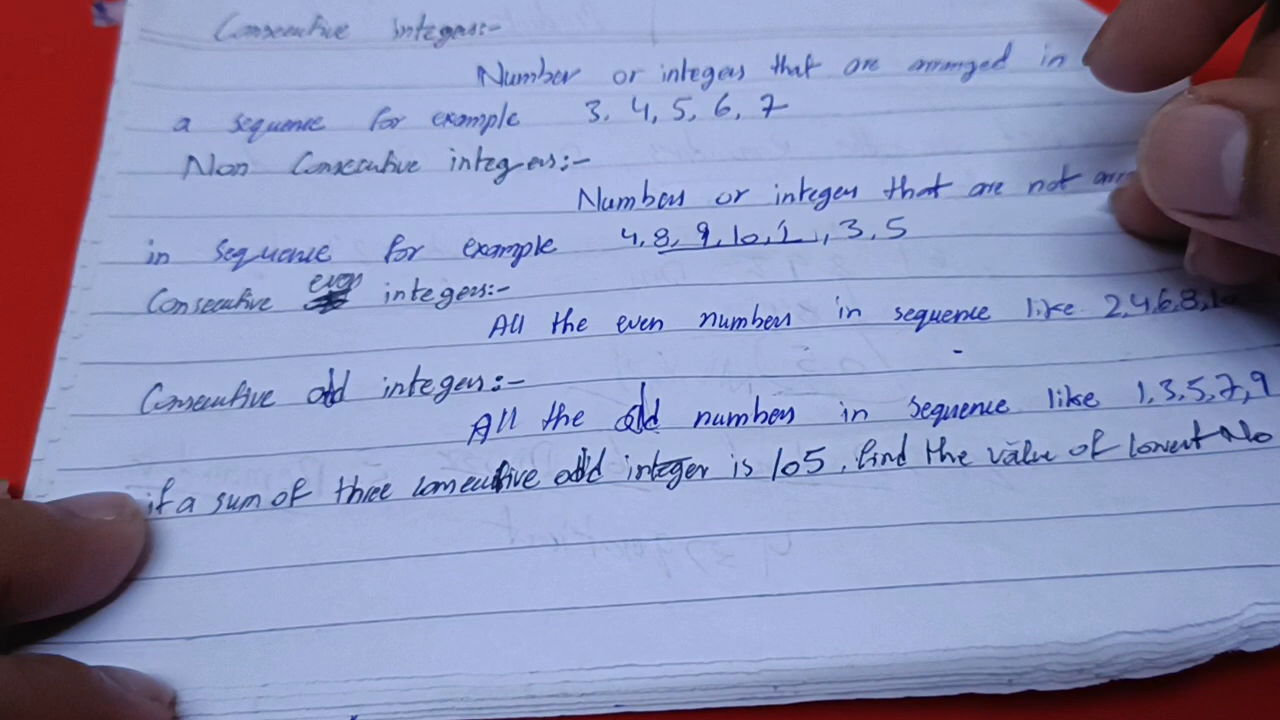 Consecutive integers:-
Number or integers that are arranged in
a sequence for example 3, 4, 5, 6, 7
Non Consecutive integers:-
Numbers or integers that are not
in sequence for example 4, 8, 9, 10, 1, 3, 5
Consecutive even integers:-
All the even numbers in sequence like 2,4,6,8,
Consecutive odd integers:-
All the odd numbers in sequence like 1,3,5,7,9
if a sum of three consecutive odd integer is 105, find the value of lowest No